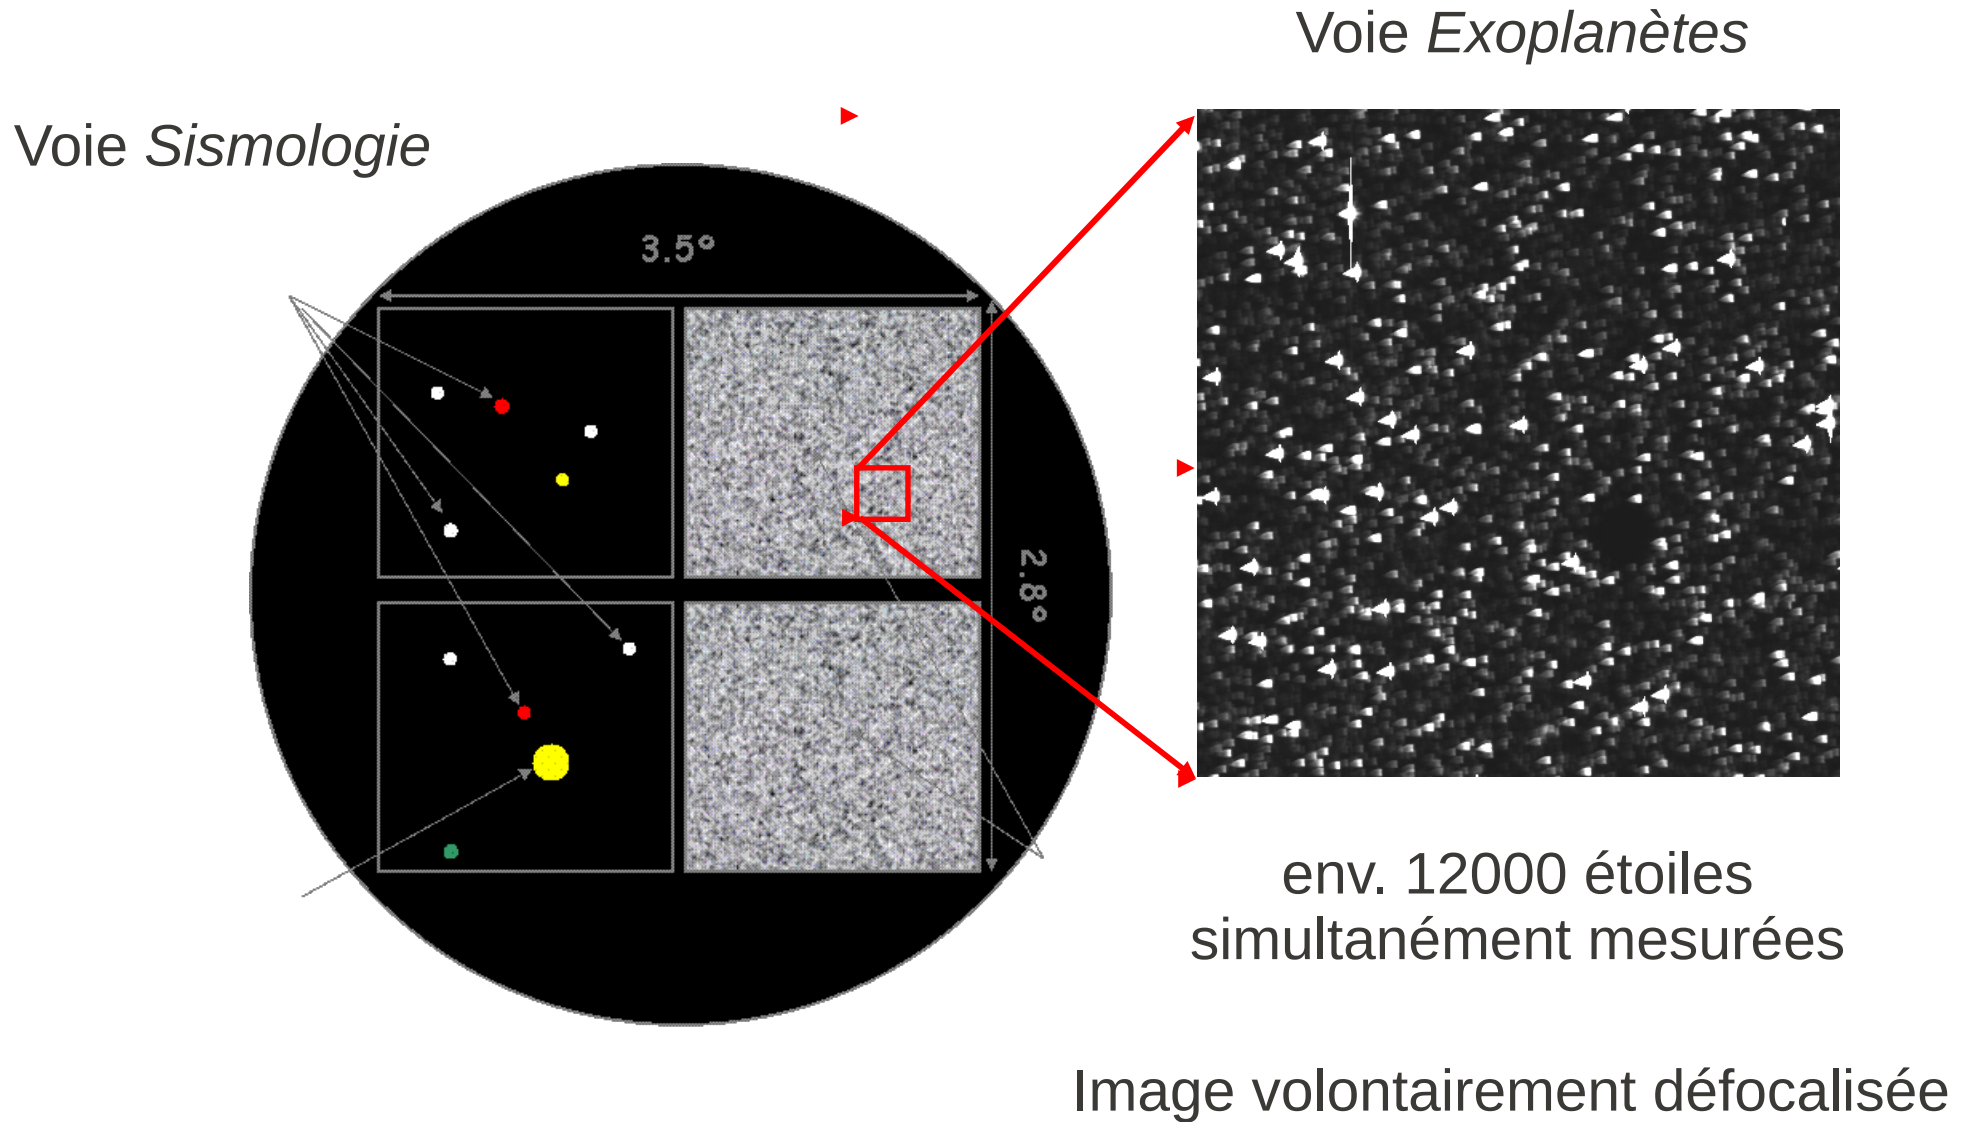 Voie Exoplanètes
Voie Sismologie
3.5°
2.8°
env. 12000 étoiles
simultanément mesurées
Image volontairement défocalisée